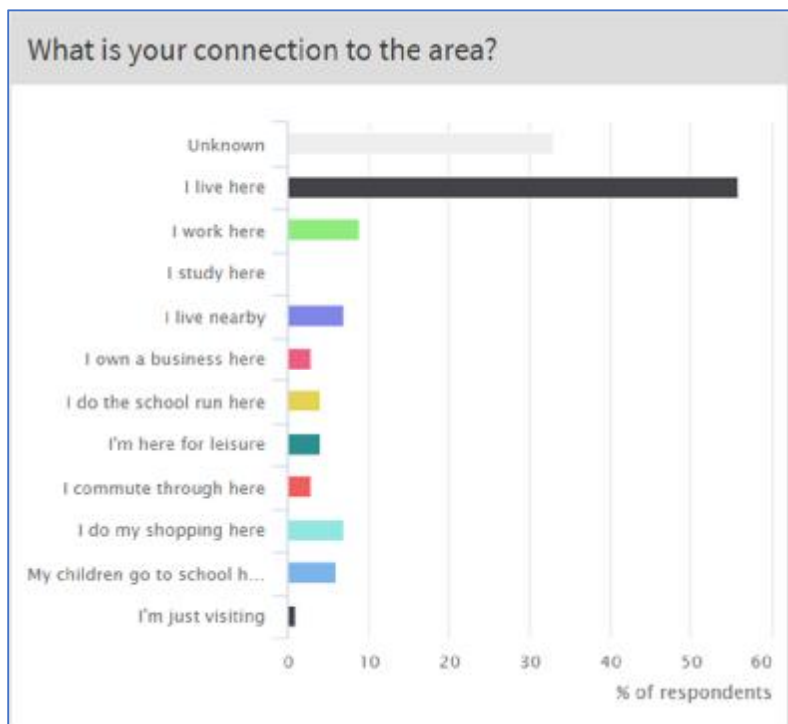 What is your connection to the area?
Unknown
I live here
I work here
I study here
I live nearby
I own a business here
I do the school run here
I'm here for leisure
I commute through here
I do my shopping here
My children go to school h...
I'm just visiting
0 10 20 30 40 50 60
% of respondents